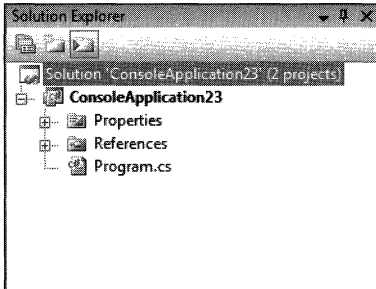 Solution Explorer
Solution 'ConsoleApplication23' (2 projects)
ConsoleApplication23
Properties
References
Program.cs